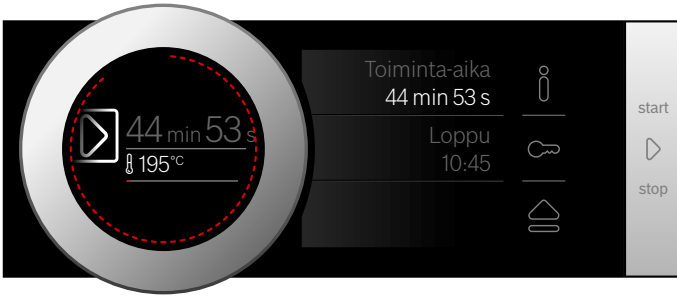 44 min 53 s
195°C
Toiminta-aika
44 min 53 s
Loppu
10:45
start
stop